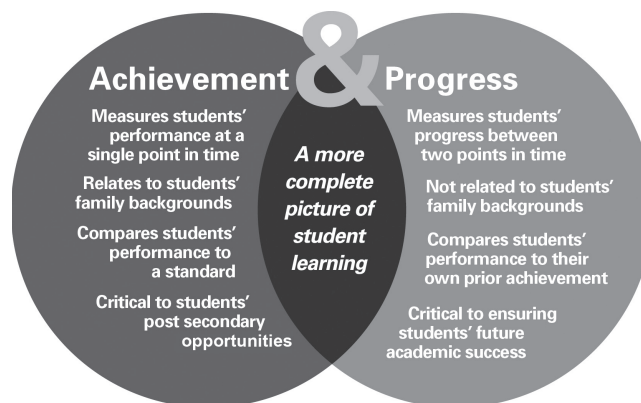 Achievement & Progress
Measures students'
performance at a
single point in time
Relates to students'
family backgrounds
Compares students'
performance to
a standard
Critical to students'
post secondary
opportunities
A more
complete
picture of
student
learning
Measures students'
progress between
two points in time
Not related to students'
family backgrounds
Compares students'
performance to their
own prior achievement
Critical to ensuring
students' future
academic success